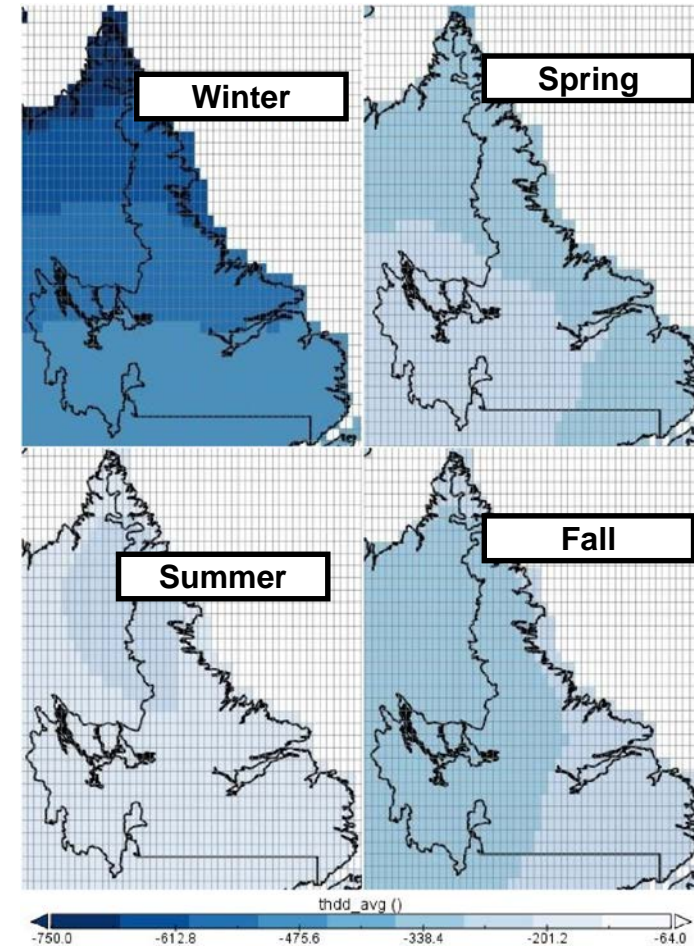 Winter
Spring
Summer
Fall
thdd_avg ()
-750.0 -612.8 -475.6 -338.4 -201.2 -64.0